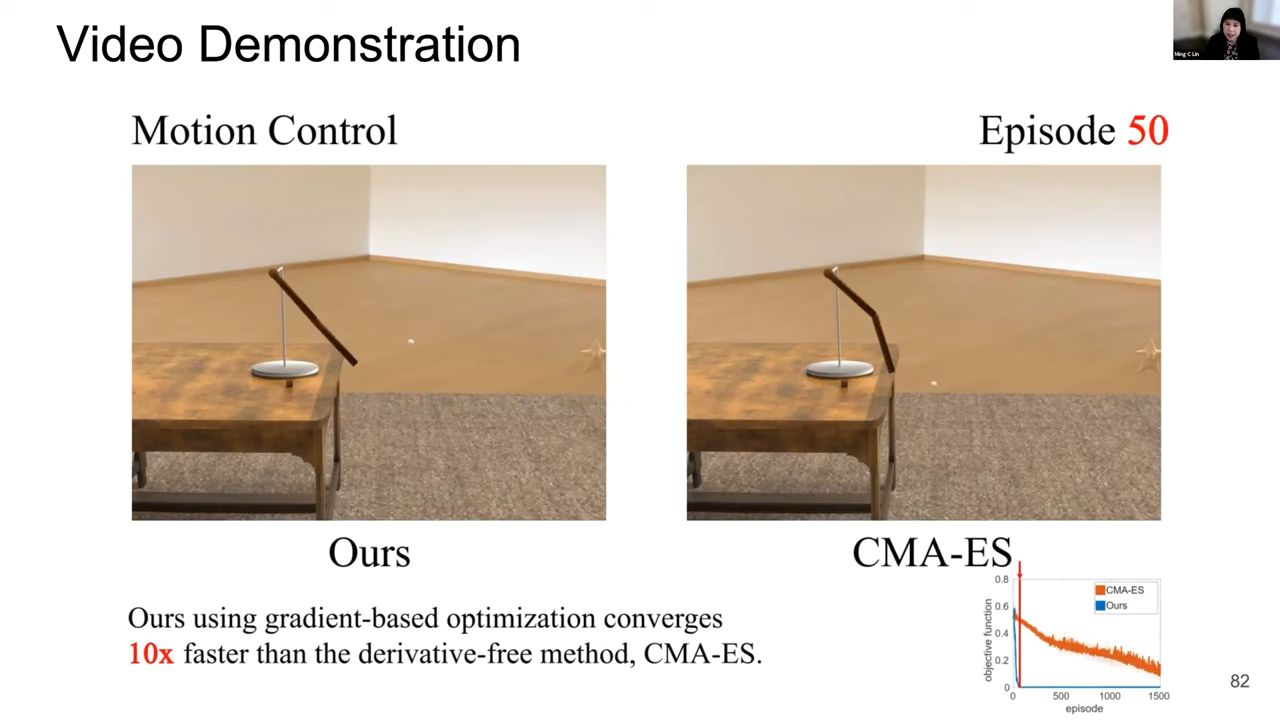 Video Demonstration
Ming C Lin
Motion Control
Episode 50
Ours
CMA-ES
Ours using gradient-based optimization converges
10x faster than the derivative-free method, CMA-ES.
objective function
0.8
0.6
0.4
0.2
0
CMA-ES
Ours
0
500
1000
1500
episode
82